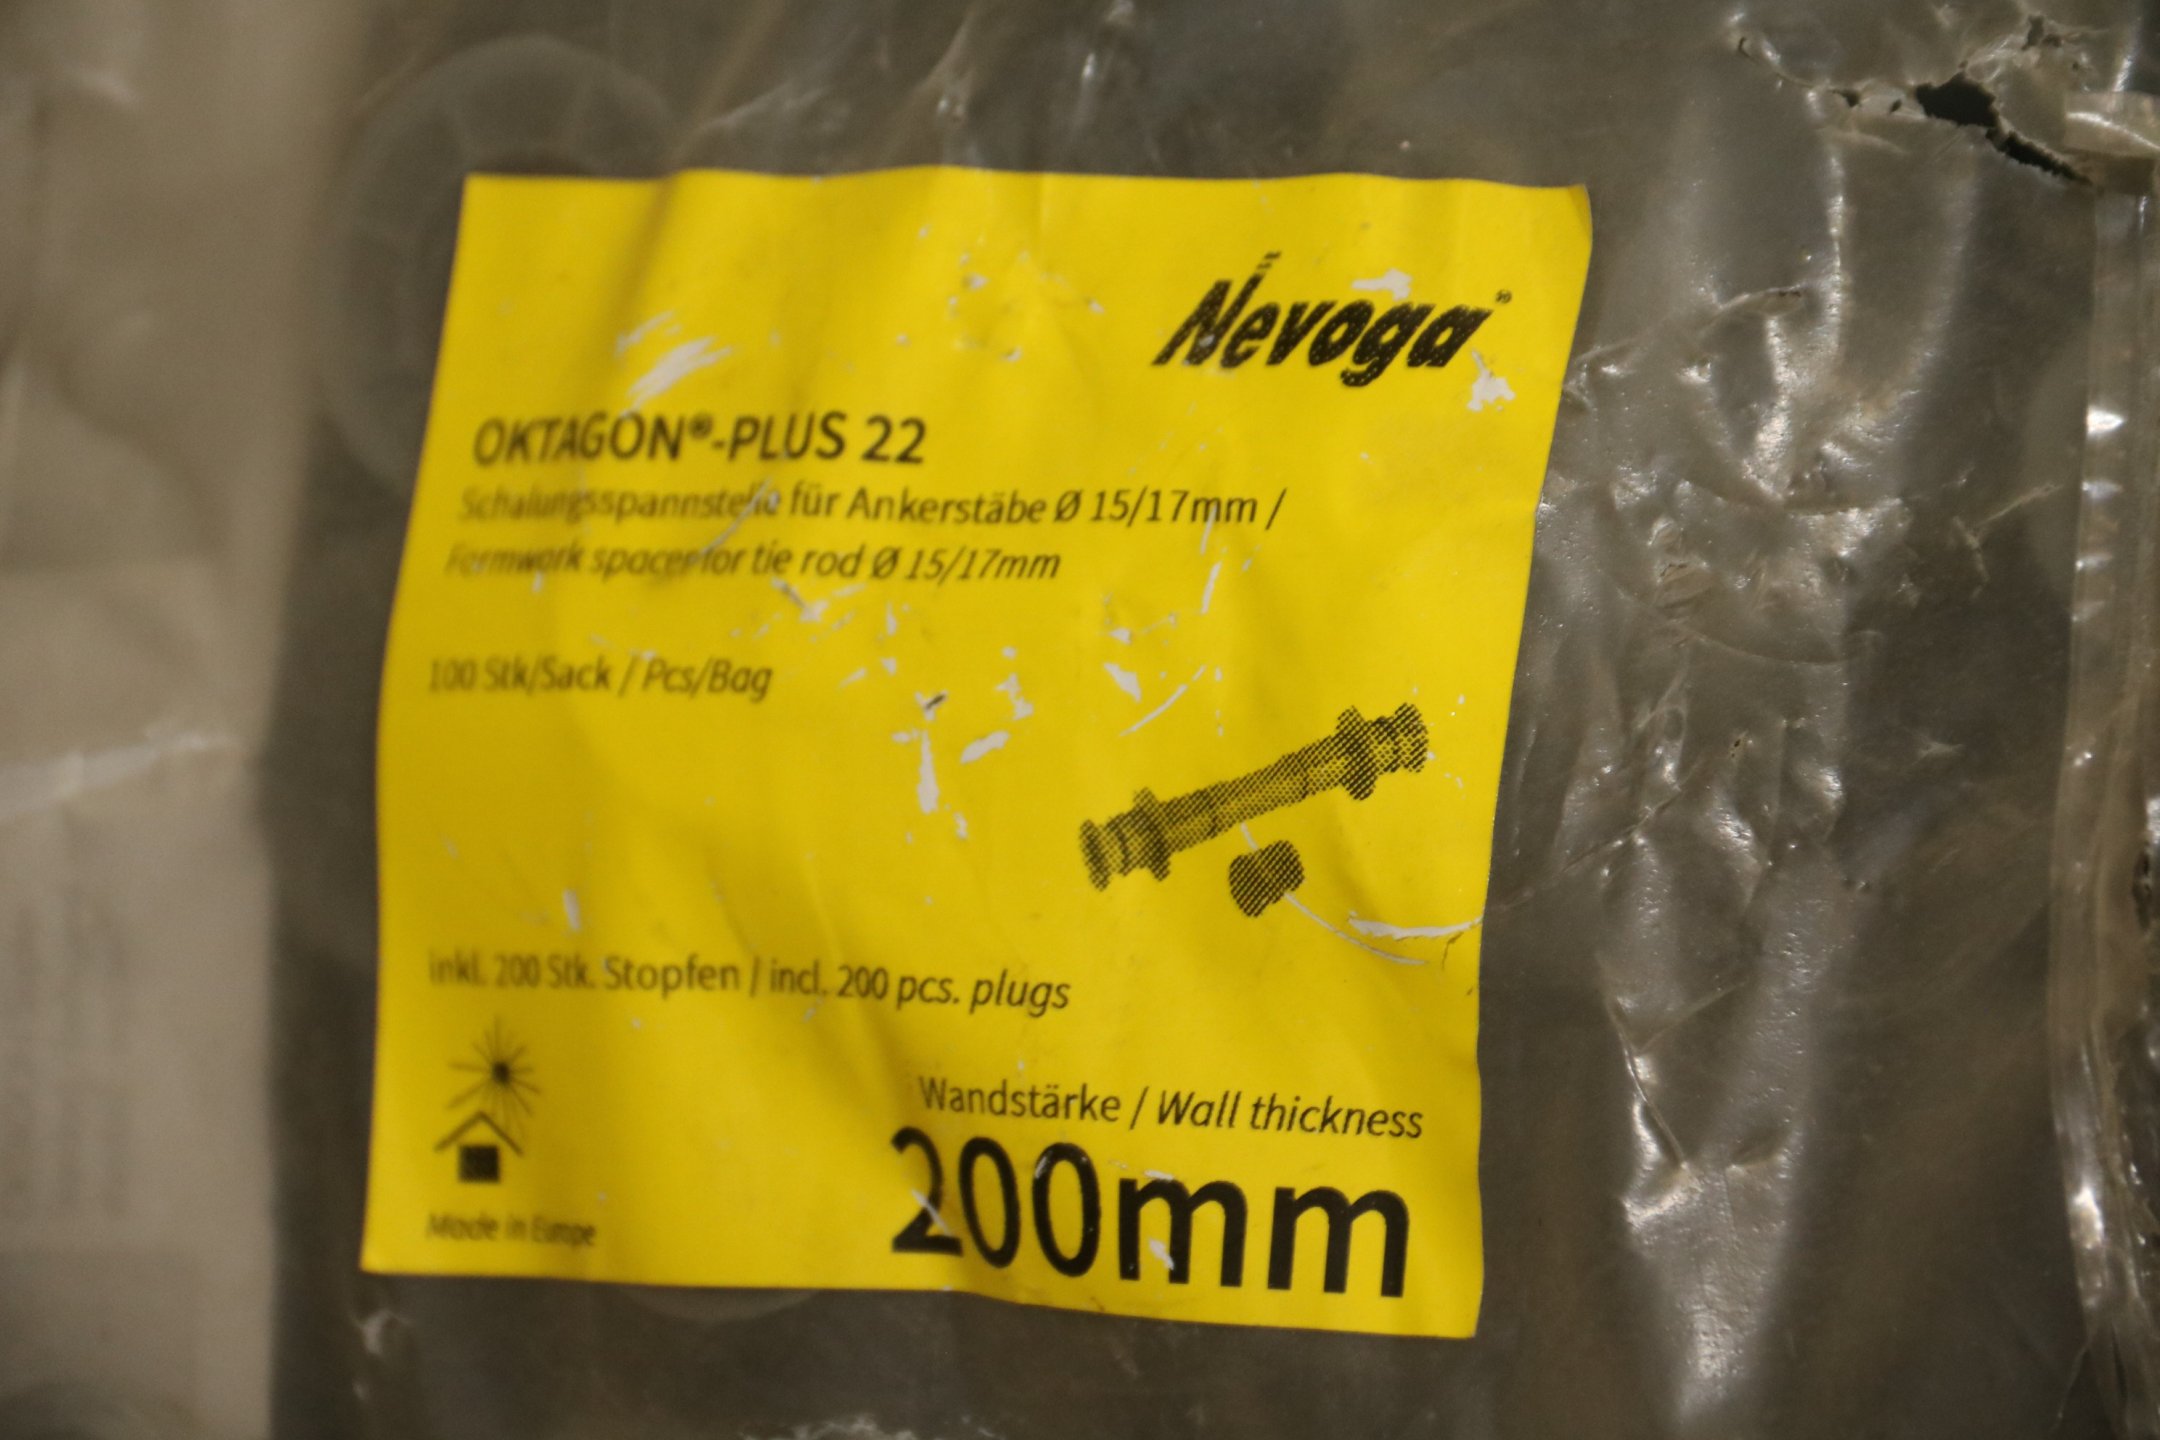 Nevoga®
OKTAGON®-PLUS 22
Schalungsspannstelle für Ankerstäbe Ø 15/17mm /
Formwork spacer for tie rod Ø 15/17mm
100 Stk/Sack / Pcs/Bag
inkl. 200 Stk. Stopfen / incl. 200 pcs. plugs
Wandstärke / Wall thickness
200mm
Made in Europe